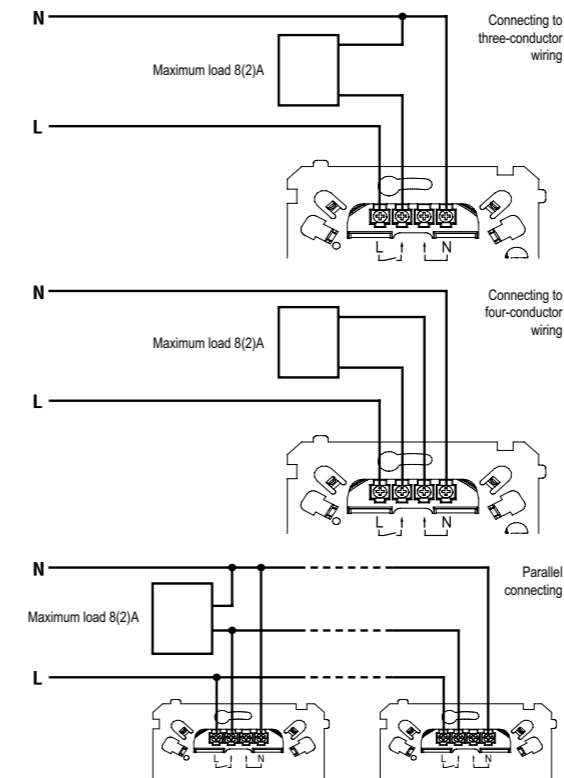 N
Connecting to
three-conductor
wiring
Maximum load 8(2)A
L
L N
N
Connecting to
four-conductor
wiring
Maximum load 8(2)A
L
L N
N
Parallel
connecting
Maximum load 8(2)A
L
L N
L N